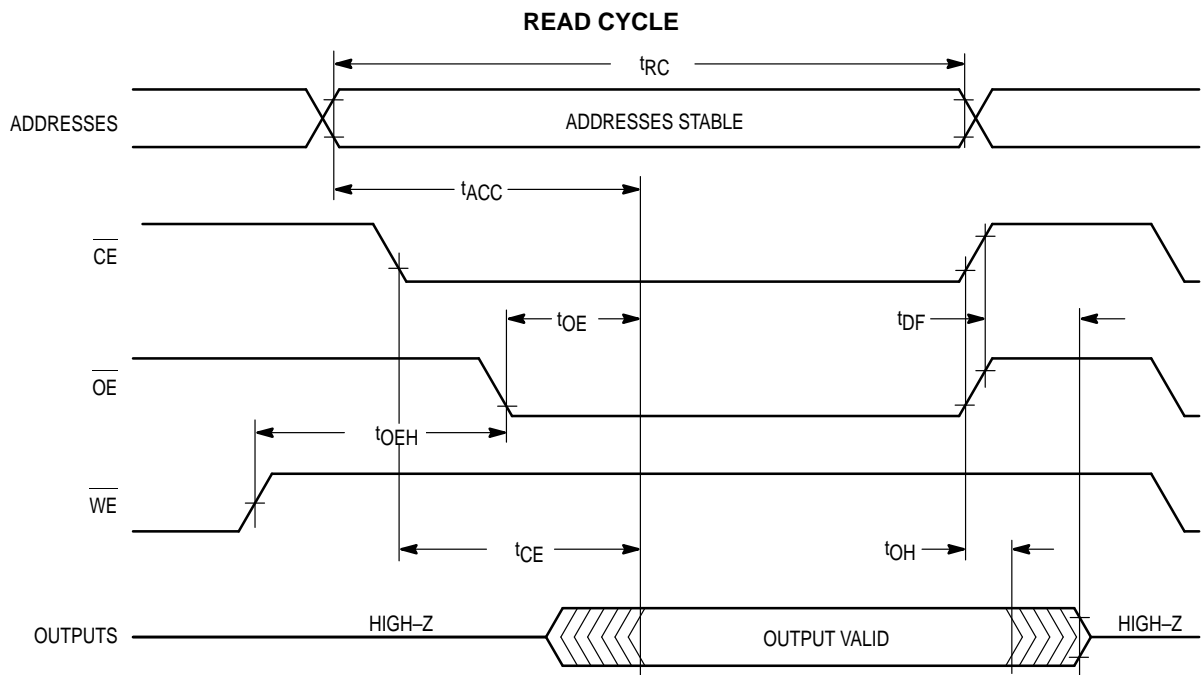 READ CYCLE
tRC
ADDRESSES
ADDRESSES STABLE
tACC
CE
tOE
tDF
OE
tOEH
WE
tCE
tOH
OUTPUTS
HIGH–Z
OUTPUT VALID
HIGH–Z